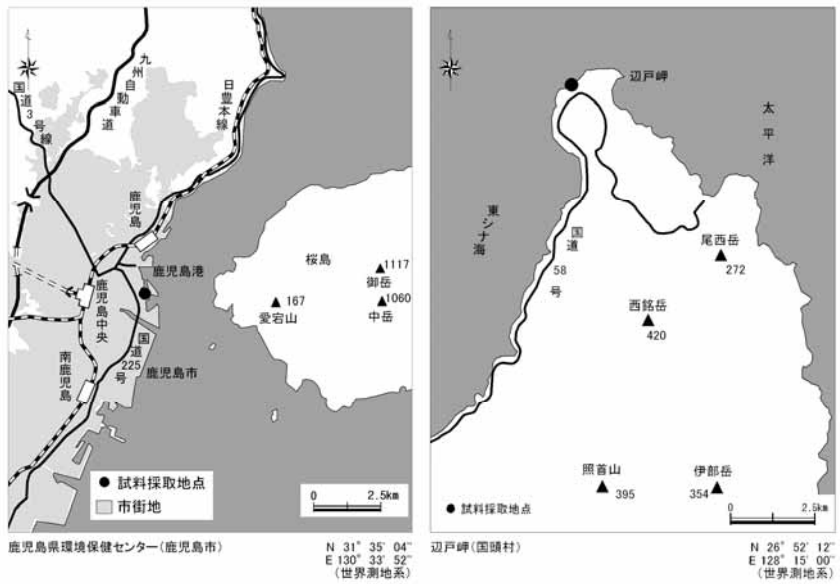 九州自動車道
国道3号線
日豊本線
鹿児島
鹿児島港
桜島
1117
御岳
1060
中岳
167
愛宕山
鹿児島中央
国道225号
鹿児島市
南鹿児島
試料採取地点
市街地
0 2.5km
鹿児島県環境保健センター(鹿児島市)
N 31° 35′ 04″
E 130° 33′ 52″
(世界測地系)
辺戸岬
太平洋
東シナ海
国道58号
尾西岳
272
西銘岳
420
照首山
395
伊部岳
354
試料採取地点
0 2.5km
辺戸岬(国頭村)
N 26° 52′ 12″
E 128° 15′ 00″
(世界測地系)